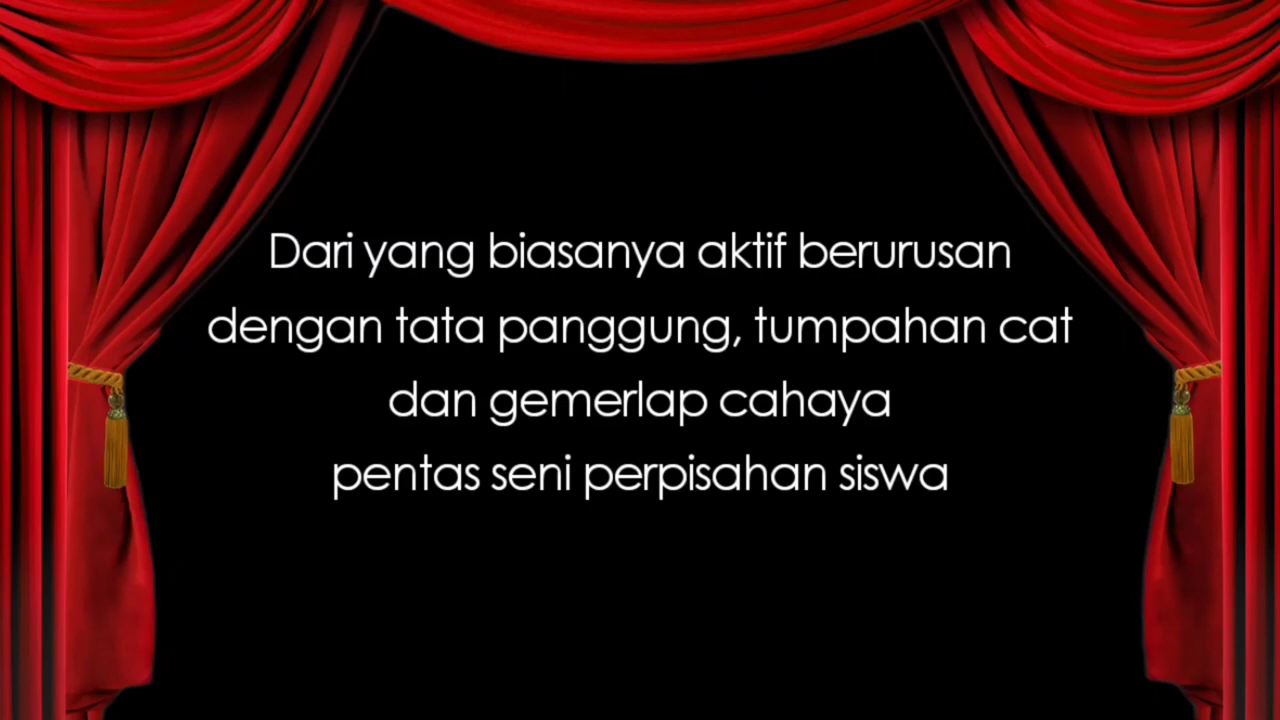 Dari yang biasanya aktif berurusan
dengan tata panggung, tumpahan cat
dan gemerlap cahaya
pentas seni perpisahan siswa